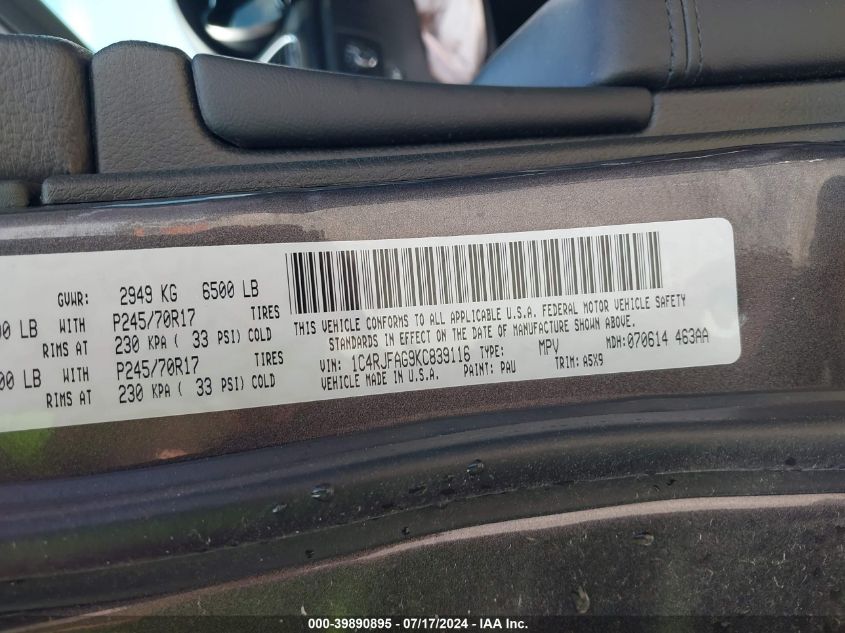 GVWR: 2949 KG 6500 LB
00 LB WITH P245/70R17 TIRES
RIMS AT 230 KPA ( 33 PSI) COLD
00 LB WITH P245/70R17 TIRES
RIMS AT 230 KPA ( 33 PSI) COLD
THIS VEHICLE CONFORMS TO ALL APPLICABLE U.S.A. FEDERAL MOTOR VEHICLE SAFETY
STANDARDS IN EFFECT ON THE DATE OF MANUFACTURE SHOWN ABOVE.
VIN: 1C4RJFAG9KC839116 TYPE: MPV MDH: 070614 463AA
VEHICLE MADE IN U.S.A. PAINT: PAU TRIM: A5X9
000-39890895 - 07/17/2024 - IAAI.com